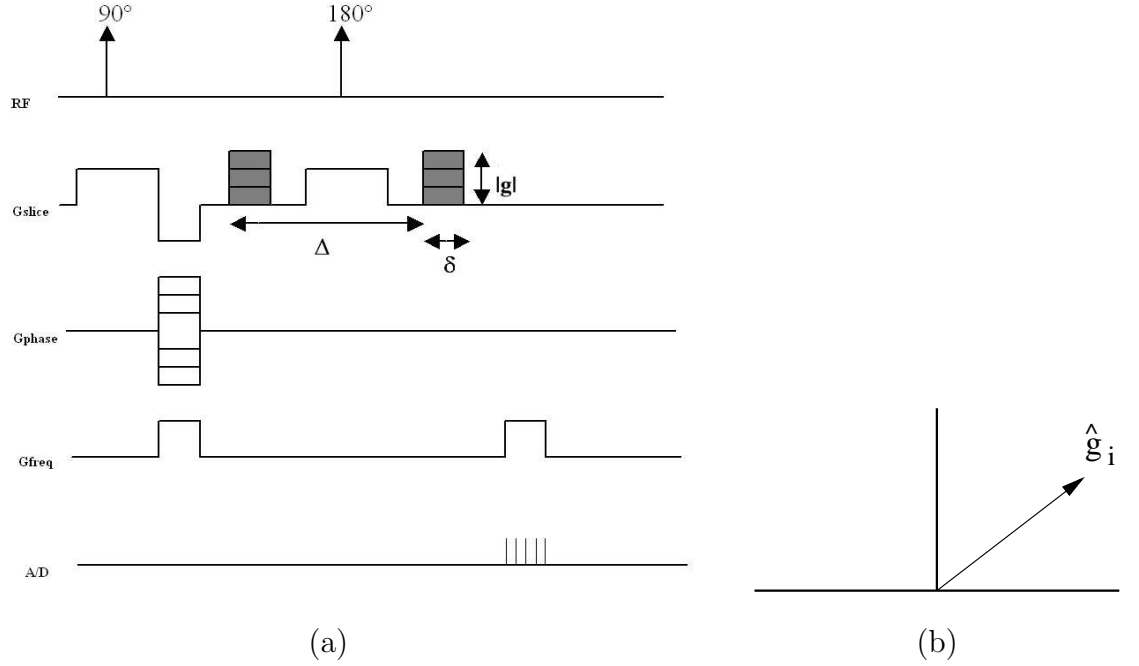 90° 180°
RF
|g|
Gslice
Δ
δ
Gphase
Gfreq
ĝ i
A/D
(a) (b)